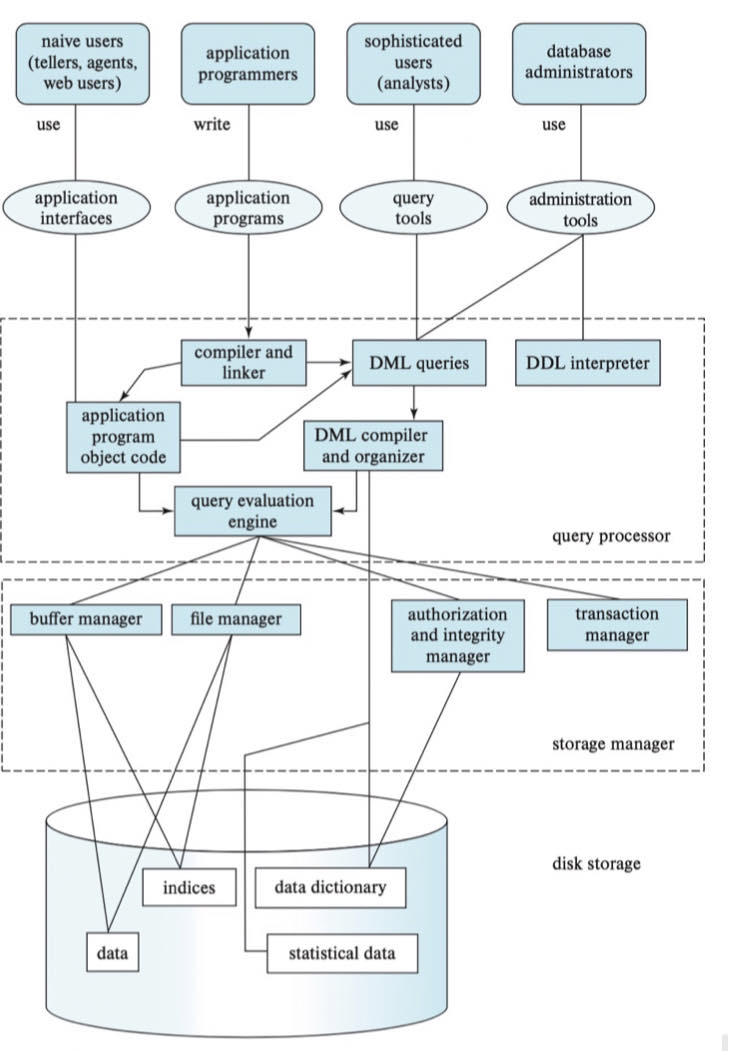 naive users
(tellers, agents,
web users)
application
programmers
sophisticated
users
(analysts)
database
administrators
use
write
use
use
application
interfaces
application
programs
query
tools
administration
tools
compiler and
linker
DML queries
DDL interpreter
application
program
object code
DML compiler
and organizer
query evaluation
engine
query processor
buffer manager
file manager
authorization
and integrity
manager
transaction
manager
storage manager
disk storage
indices
data dictionary
data
statistical data